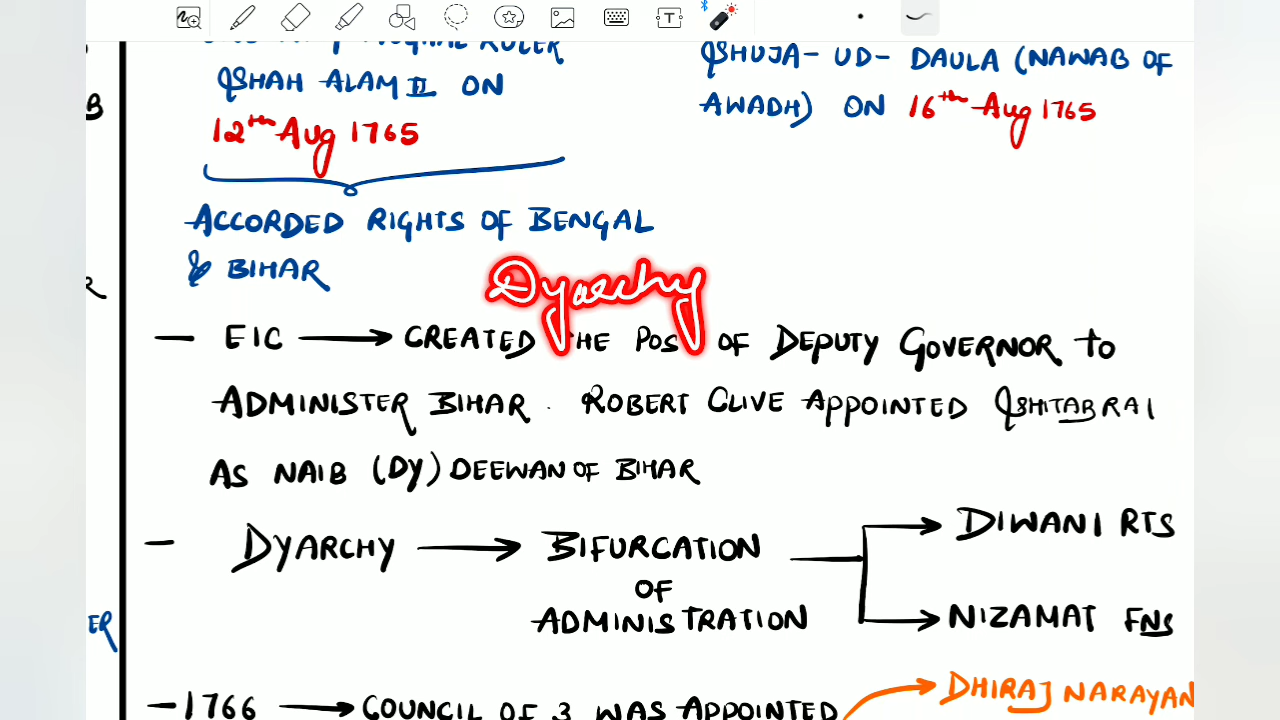 RULER
SHAH ALAM II ON
12th Aug 1765
SHUJA-UD- DAULA (NAWAB OF
AWADH) ON 16th Aug 1765
B
ACCORDED RIGHTS OF BENGAL
& BIHAR
R
Dyarchy
— EIC → CREATED THE POST OF DEPUTY GOVERNOR TO
ADMINISTER BIHAR. ROBERT CLIVE APPOINTED SHITAB RAI
AS NAIB (DY) DEEWAN OF BIHAR
— DYARCHY → BIFURCATION OF ADMINISTRATION
DIWANI RTS
NIZAMAT FNS
ER
— 1766 → COUNCIL OF 3 WAS APPOINTED
DHIRAJ NARAYAN